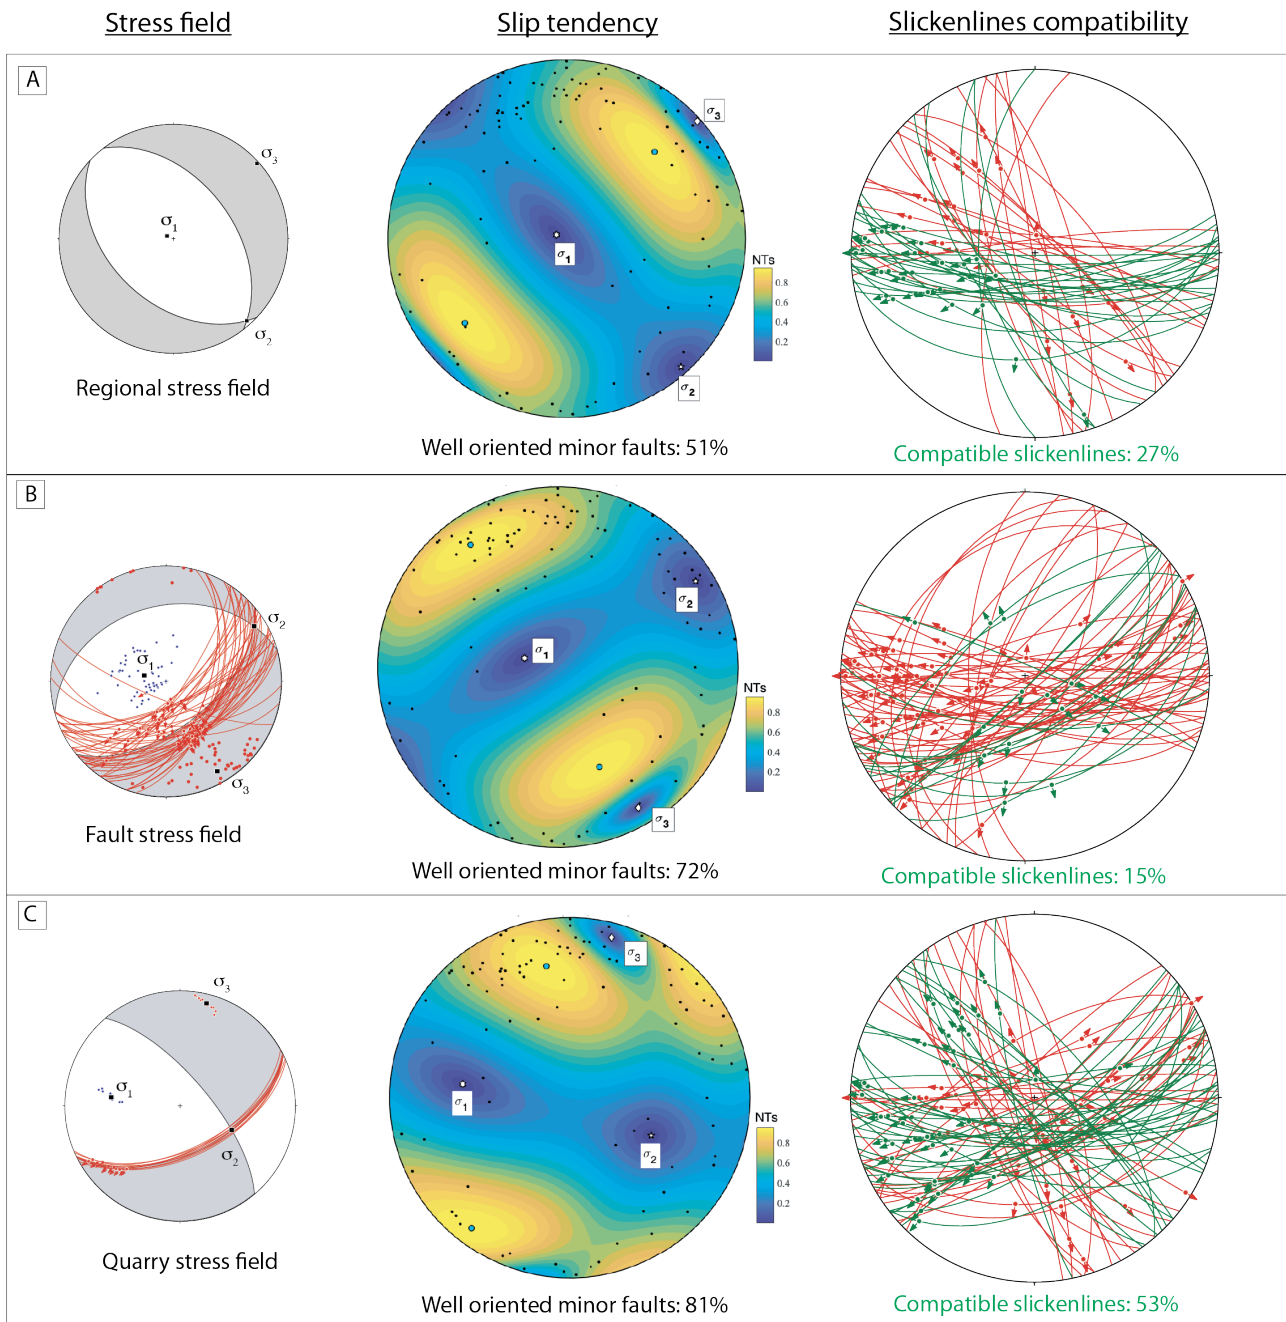 Stress field
Slip tendency
Slickenlines compatibility
A
σ3
σ1
σ2
Regional stress field
σ3
σ1
σ2
NTs
0.8
0.6
0.4
0.2
Well oriented minor faults: 51%
Compatible slickenlines: 27%
B
σ2
σ1
σ3
Fault stress field
σ2
σ1
σ3
NTs
0.8
0.6
0.4
0.2
Well oriented minor faults: 72%
Compatible slickenlines: 15%
C
σ3
σ1
σ2
Quarry stress field
σ3
σ1
σ2
NTs
0.8
0.6
0.4
0.2
Well oriented minor faults: 81%
Compatible slickenlines: 53%